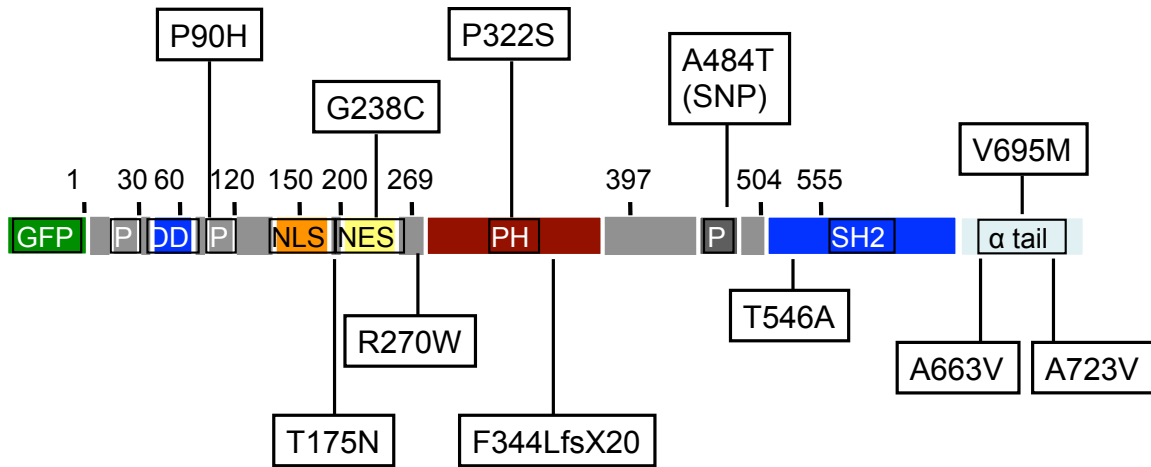 P90H
P322S
A484T
(SNP)
G238C
V695M
1 30 60 120 150 200 269 397 504 555
GFP P DD P NLS NES PH P SH2 α tail
R270W
T546A
A663V A723V
T175N F344LfsX20